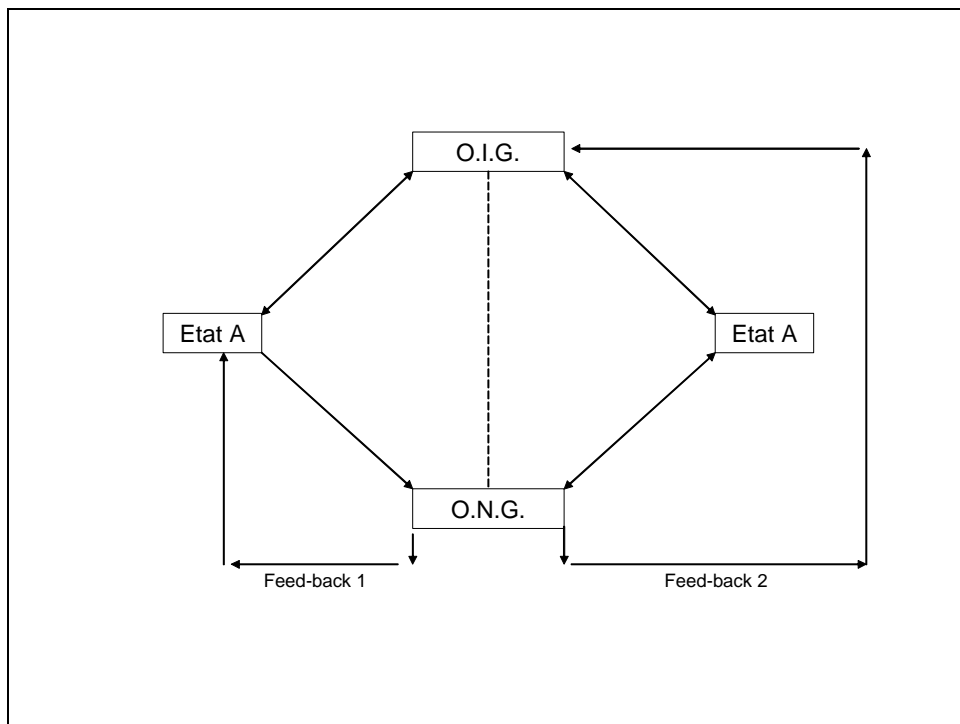 O.I.G.
Etat A
Etat A
O.N.G.
Feed-back 1
Feed-back 2